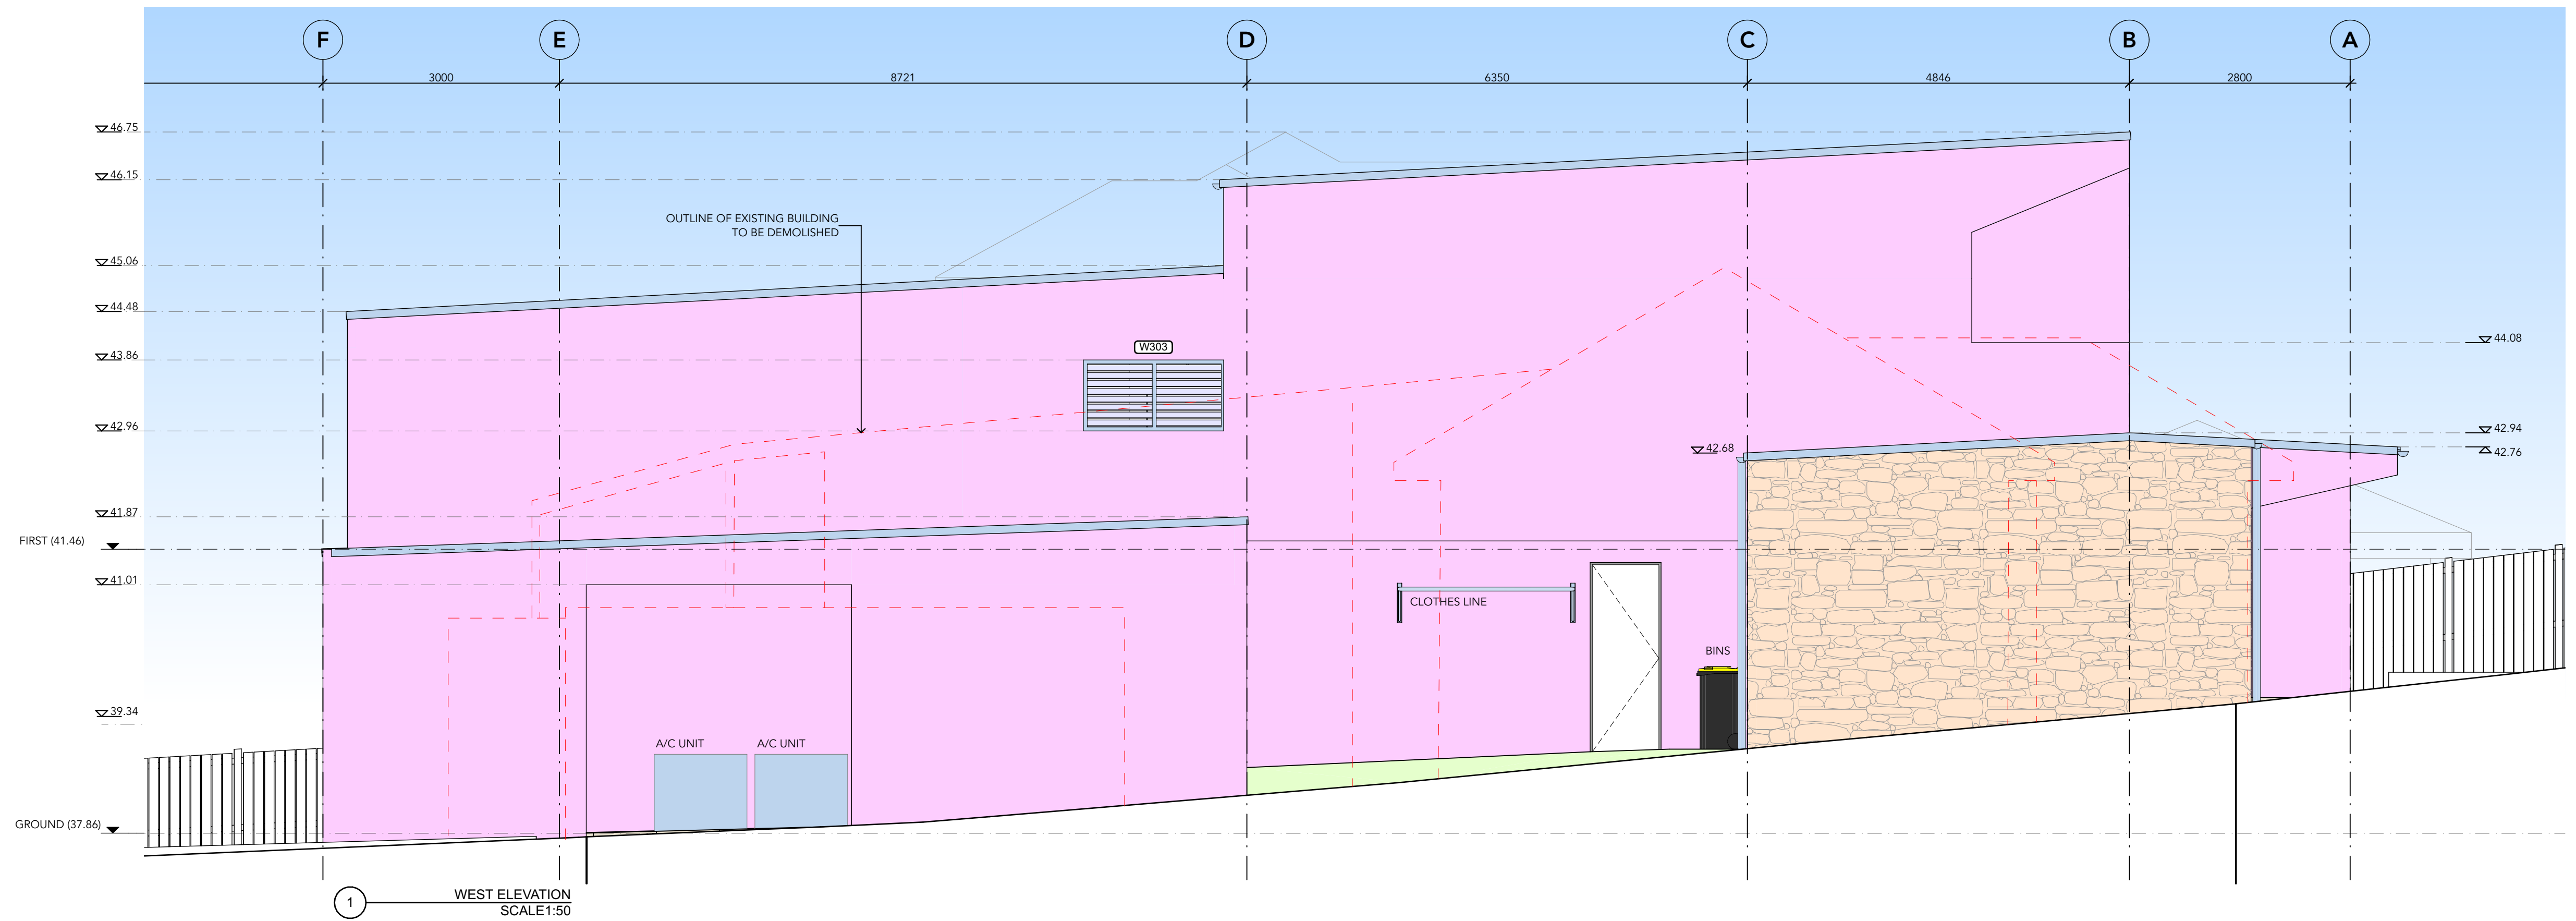 F
E
D
C
B
A
3000
8721
6350
4846
2800
46.75
46.15
OUTLINE OF EXISTING BUILDING
TO BE DEMOLISHED
45.06
44.48
44.08
W303
43.86
42.96
42.94
42.68
42.76
41.87
FIRST (41.46)
41.01
CLOTHES LINE
BINS
39.34
A/C UNIT
A/C UNIT
GROUND (37.86)
1
WEST ELEVATION
SCALE1:50